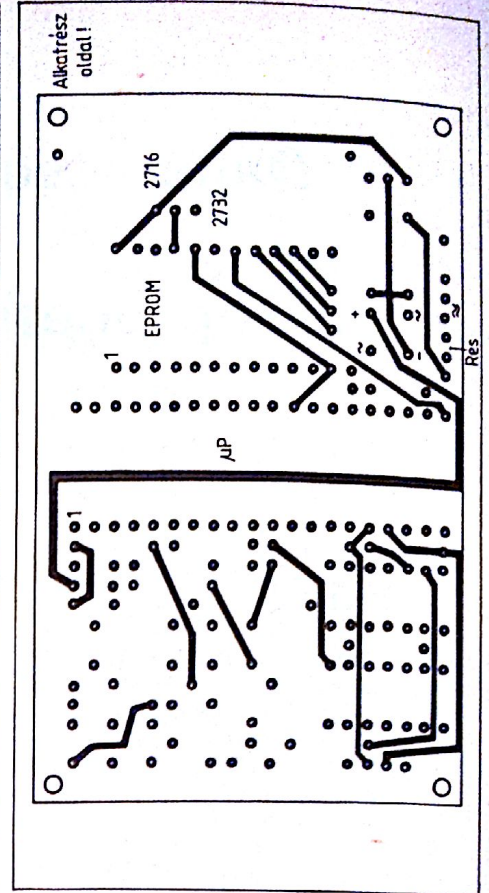 Alkatrész
oldal!
2716
2732
EPROM
1
µP
1
+
~
~
-
≈
Res